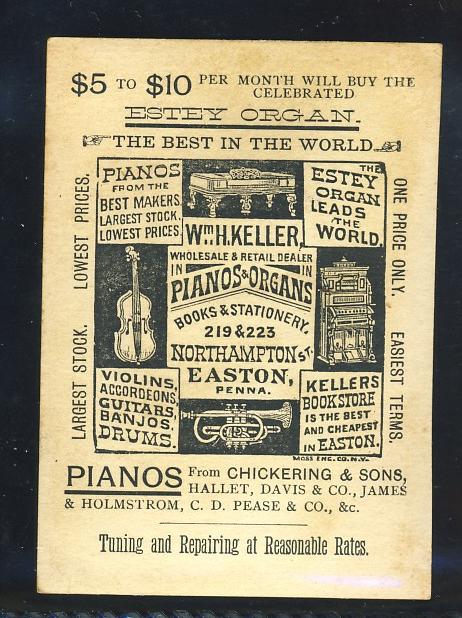 $5 TO $10 PER MONTH WILL BUY THE
CELEBRATED
ESTEY ORGAN.
THE BEST IN THE WORLD.
LARGEST STOCK. LOWEST PRICES.
PIANOS
FROM THE
BEST MAKERS.
LARGEST STOCK.
LOWEST PRICES.
THE
ESTEY
ORGAN
LEADS
THE
WORLD.
ONE PRICE ONLY. EASIEST TERMS.
WM. H. KELLER,
WHOLESALE & RETAIL DEALER
IN IN
PIANOS & ORGANS
BOOKS & STATIONERY.
219 & 223
NORTHAMPTON ST.
EASTON,
PENNA.
VIOLINS,
ACCORDEONS,
GUITARS,
BANJOS,
DRUMS.
KELLERS
BOOKSTORE
IS THE BEST
AND CHEAPEST
IN EASTON.
MOSS ENG. CO. N.Y.
PIANOS From CHICKERING & SONS,
HALLET, DAVIS & CO., JAMES
& HOLMSTROM, C. D. PEASE & CO., &c.
Tuning and Repairing at Reasonable Rates.